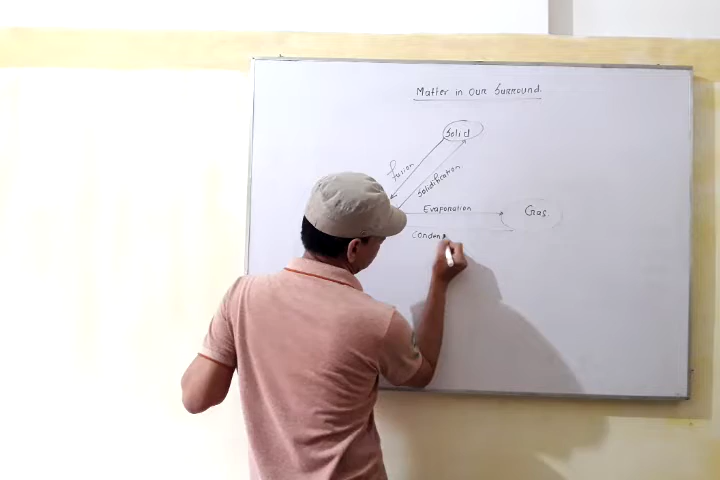 Matter in Our Surround.
Solid
fusion
Solidification
Evaporation
Gas.
Conden